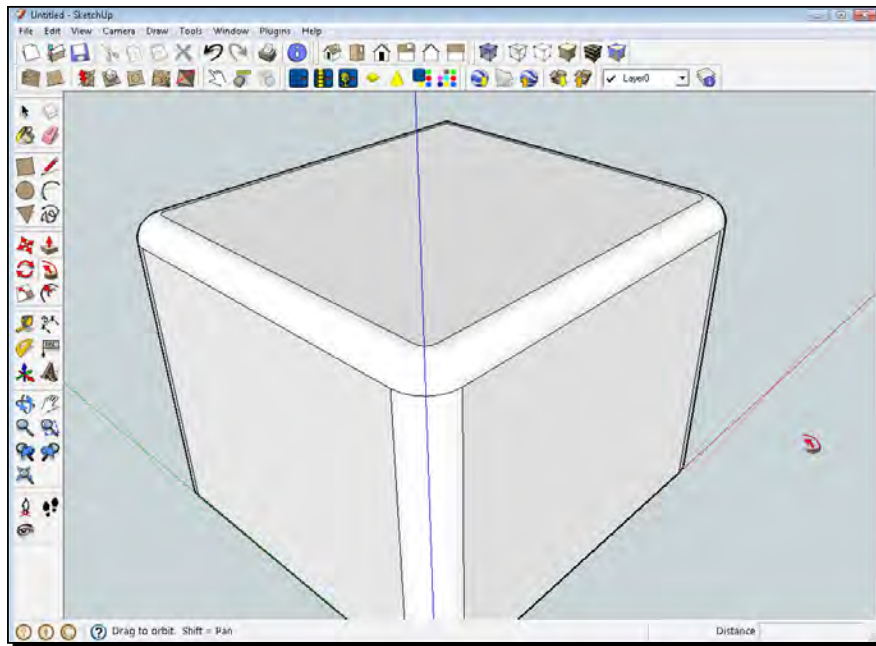 Untitled - SketchUp
File Edit View Camera Draw Tools Window Plugins Help
Layer0
Drag to orbit. Shift = Pan
Distance